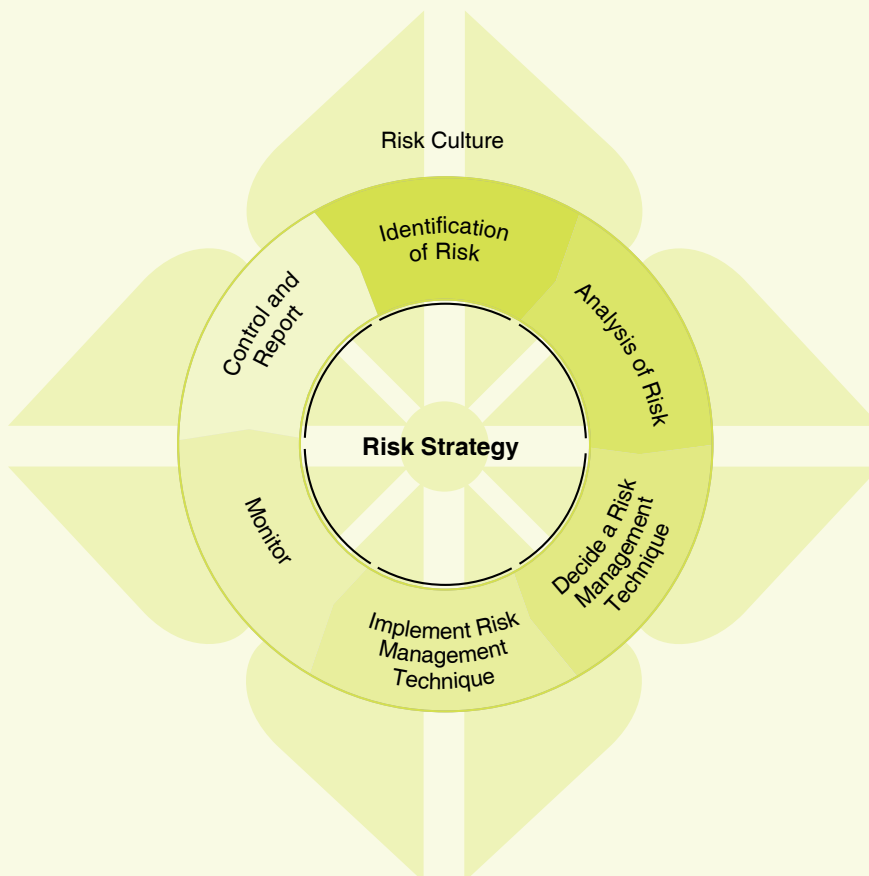 Risk Culture
Identification
of Risk
Analysis of Risk
Decide a Risk
Management
Technique
Implement Risk
Management
Technique
Monitor
Control and
Report
Risk Strategy